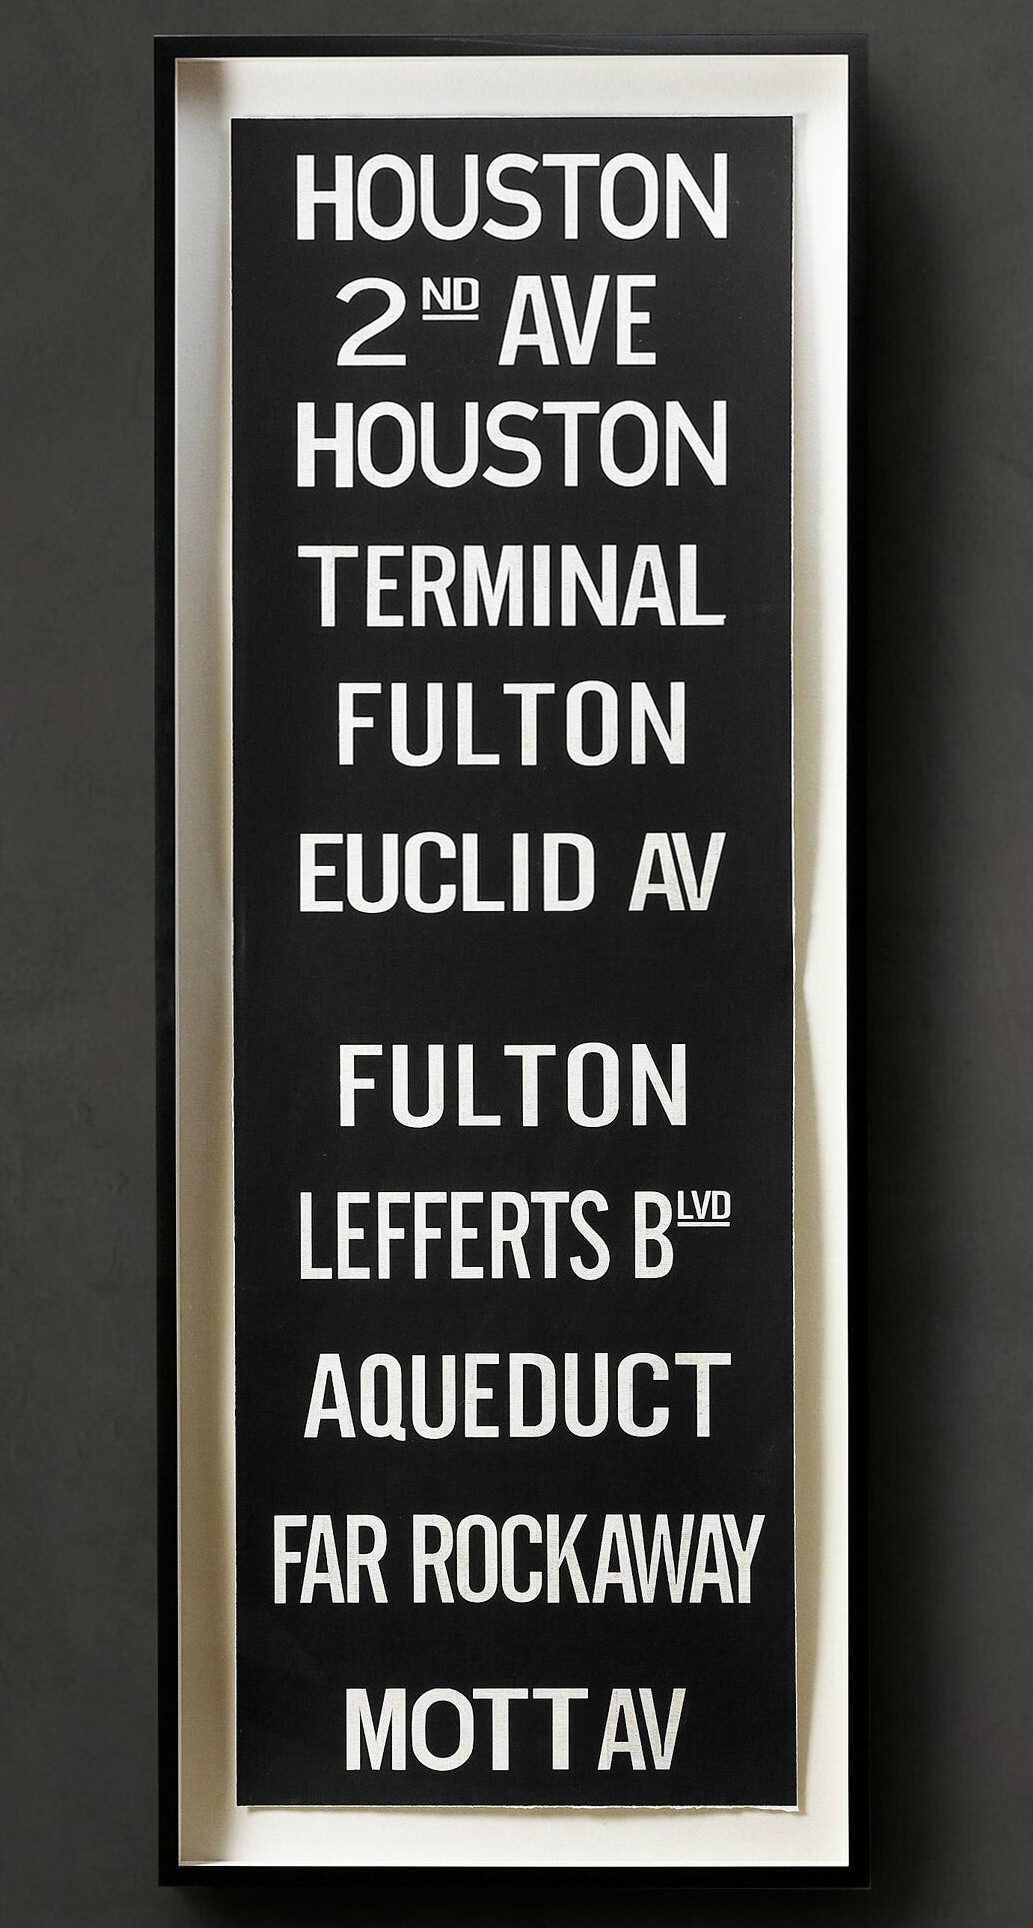 HOUSTON
2ND AVE
HOUSTON
TERMINAL
FULTON
EUCLID AV
FULTON
LEFFERTS BLVD
AQUEDUCT
FAR ROCKAWAY
MOTT AV